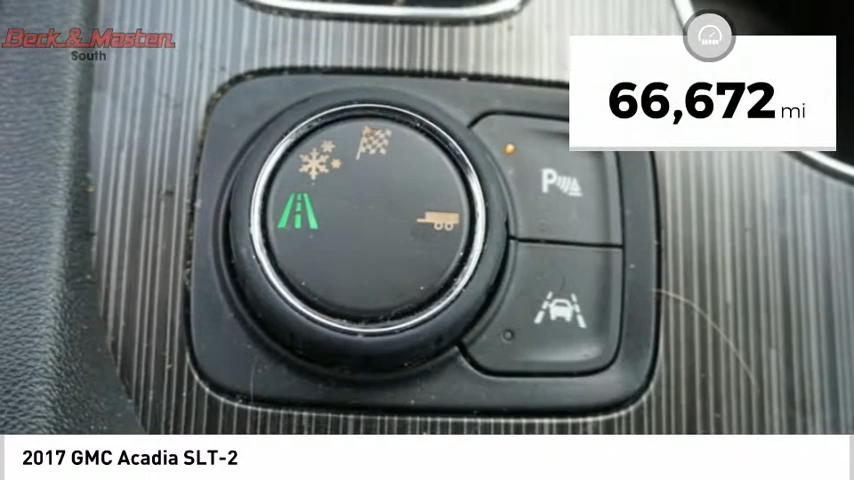 Beck & Masten
South
66,672 mi
P
2017 GMC Acadia SLT-2